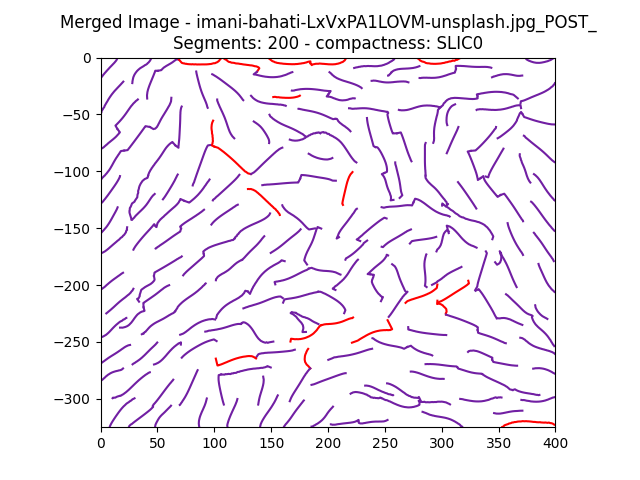 Merged Image - imani-bahati-LxVxPA1LOVM-unsplash.jpg_POST_
Segments: 200 - compactness: SLIC0
0
−50
−100
−150
−200
−250
−300
0 50 100 150 200 250 300 350 400